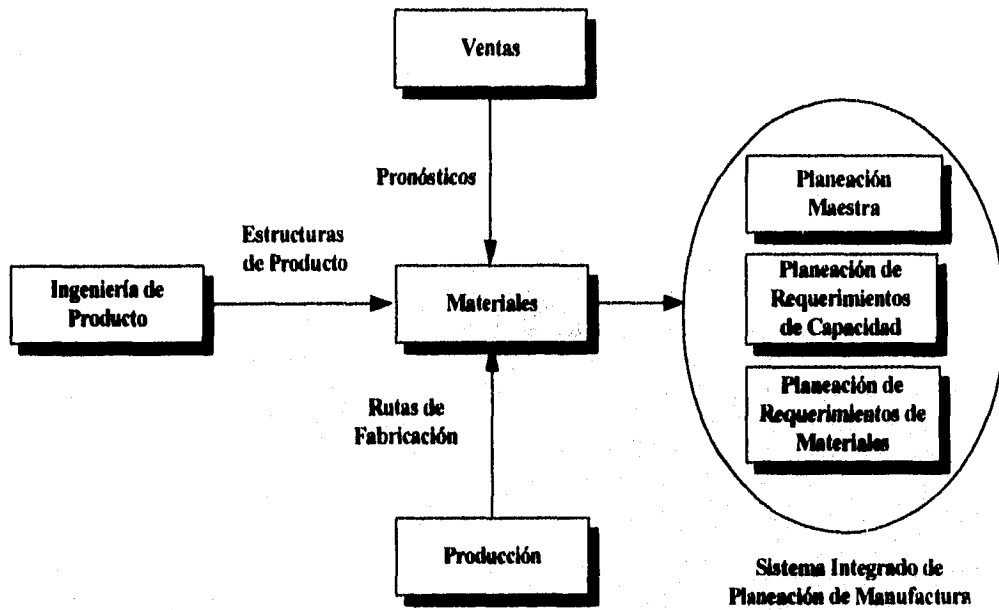 Ventas
Pronósticos
Estructuras
de Producto
Ingeniería de
Producto
Materiales
Rutas de
Fabricación
Producción
Planeación
Maestra
Planeación de
Requerimientos
de Capacidad
Planeación de
Requerimientos de
Materiales
Sistema Integrado de
Planeación de Manufactura